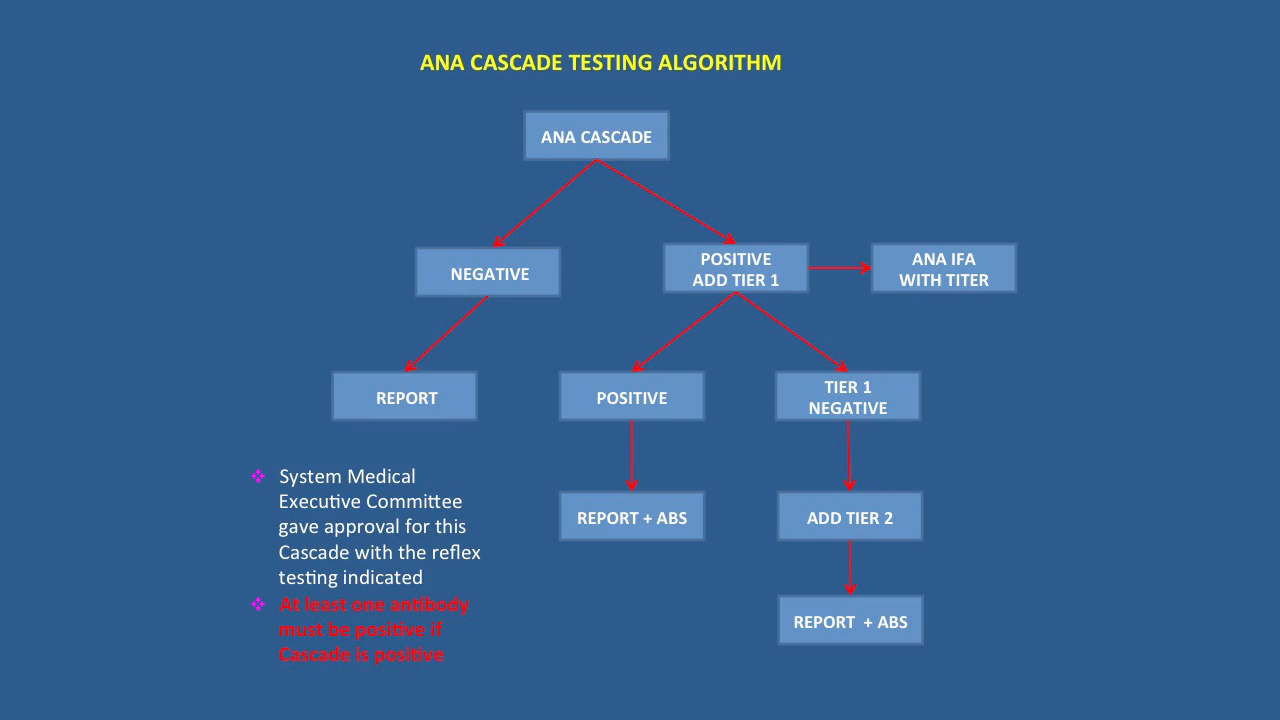 ANA CASCADE TESTING ALGORITHM
ANA CASCADE
NEGATIVE
POSITIVE
ADD TIER 1
ANA IFA
WITH TITER
REPORT
POSITIVE
TIER 1
NEGATIVE
REPORT + ABS
ADD TIER 2
REPORT + ABS
System Medical
Executive Committee
gave approval for this
Cascade with the reflex
testing indicated
At least one antibody
must be positive if
Cascade is positive